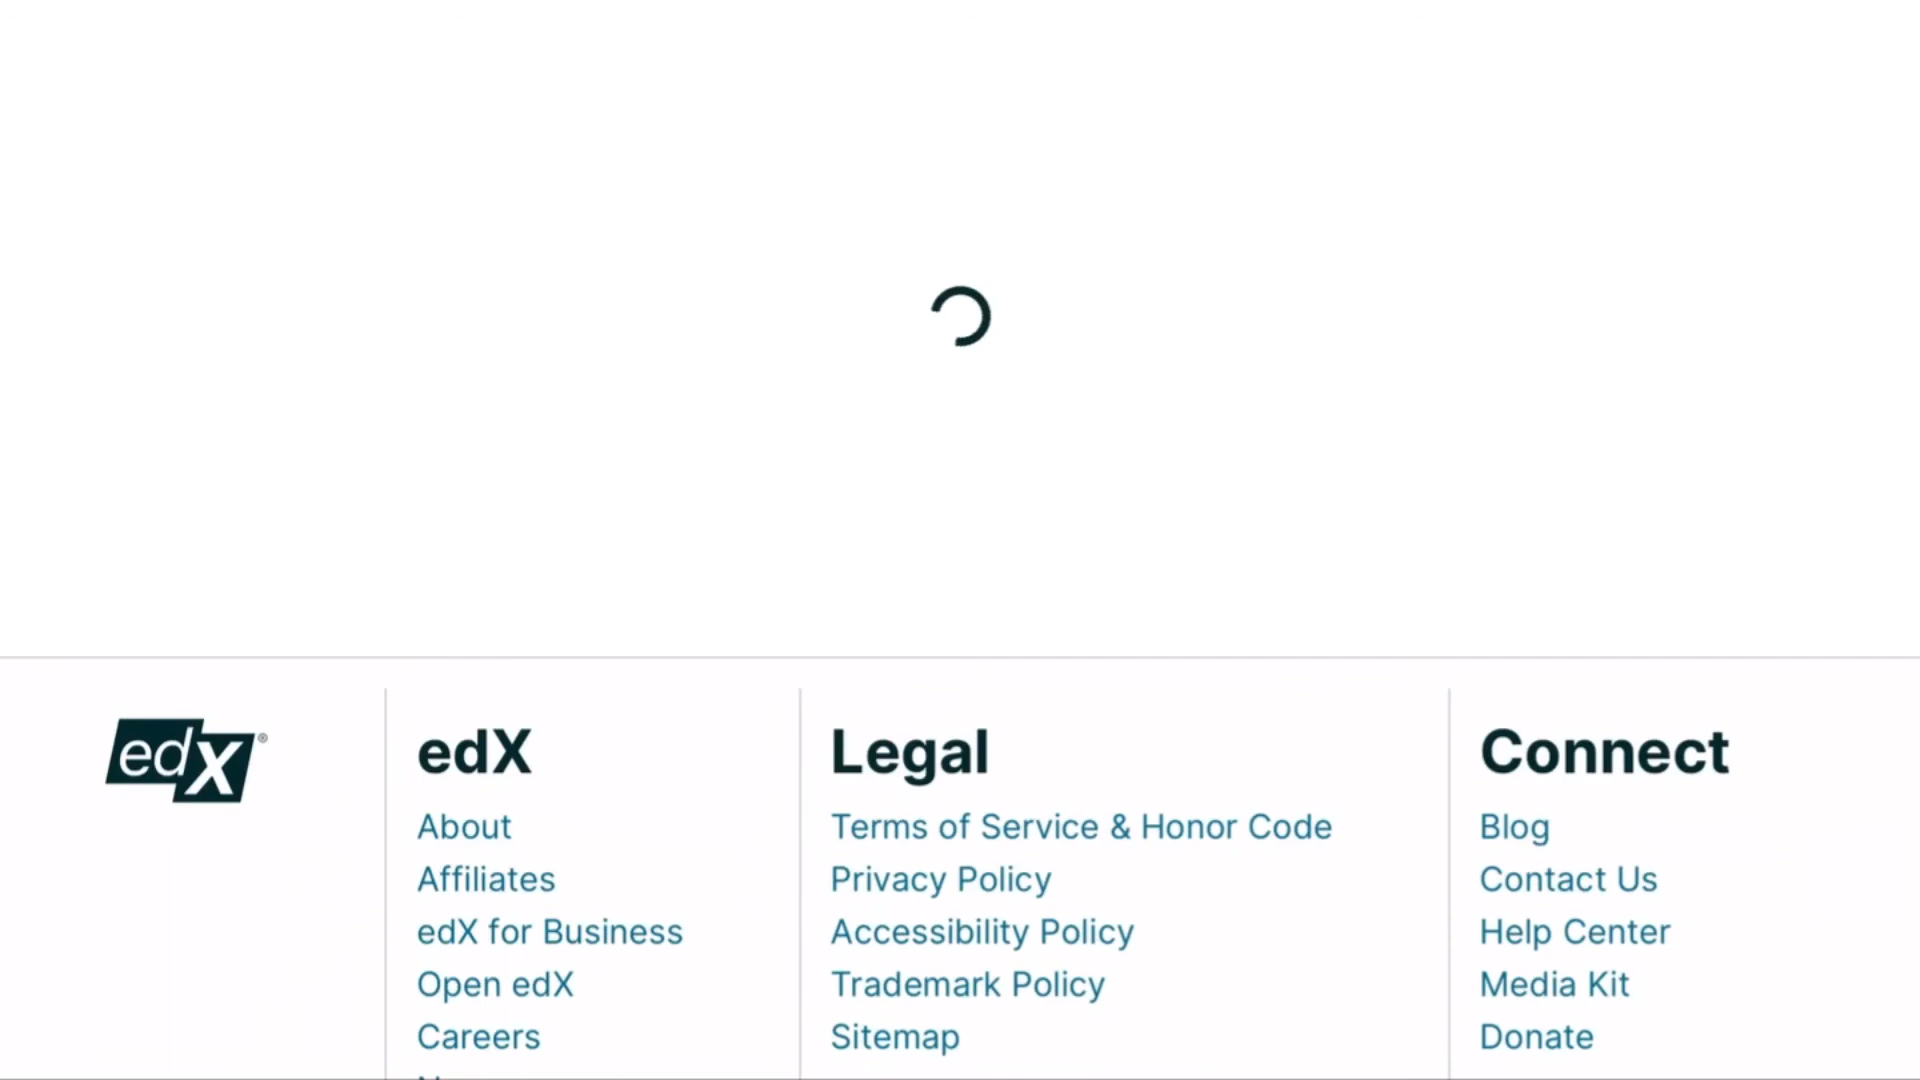 edX®
edX
About
Affiliates
edX for Business
Open edX
Careers
Legal
Terms of Service & Honor Code
Privacy Policy
Accessibility Policy
Trademark Policy
Sitemap
Connect
Blog
Contact Us
Help Center
Media Kit
Donate